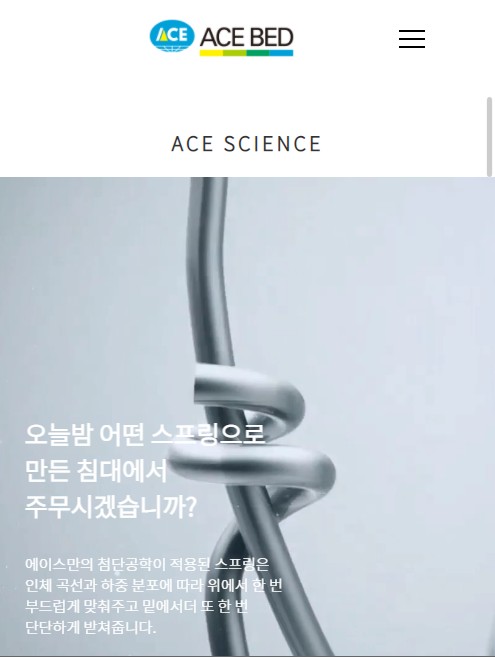 ACE
ACE BED
ACE SCIENCE
오늘밤 어떤 스프링으로
만든 침대에서
주무시겠습니까?
에이스만의 첨단공학이 적용된 스프링은
인체 곡선과 하중 분포에 따라 위에서 한 번
부드럽게 맞춰주고 밑에서더 또 한 번
단단하게 받쳐줍니다.